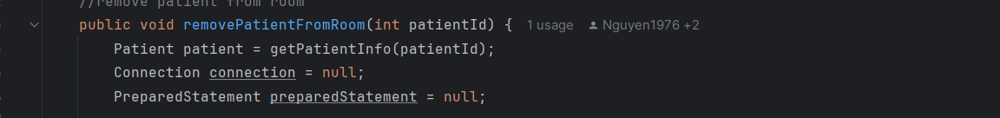 //remove patient from room
public void removePatientFromRoom(int patientId) { 1 usage Nguyen1976 +2
Patient patient = getPatientInfo(patientId);
Connection connection = null;
PreparedStatement preparedStatement = null;